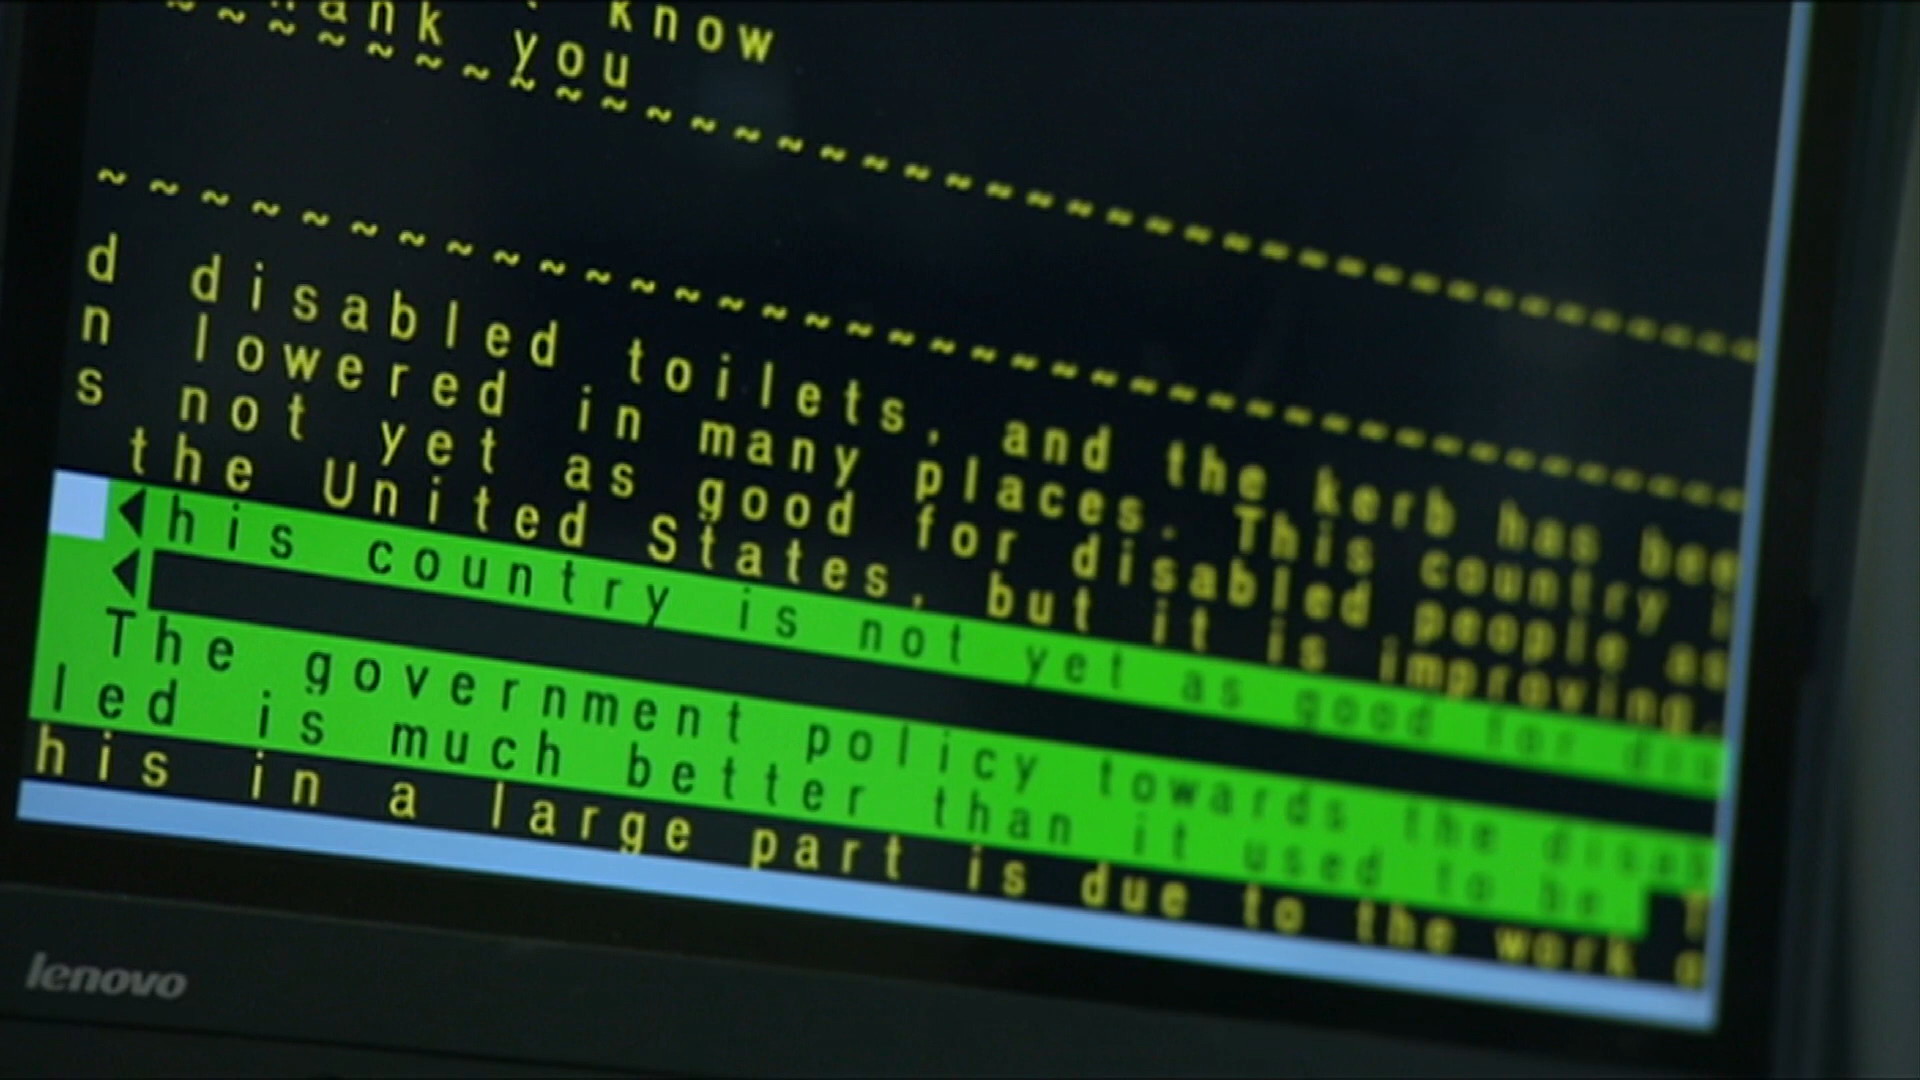 know
ank you
~~~~~~~~~~~~~~~~~~~~~~~~~~~~~~~~~~~~~~~~
~~~~~~~~~~~~~~~~~~~~~~~~~~~~~~~~~~~~~~~~
d disabled toilets, and the kerb has bee
n lowered in many places. This country i
s not yet as good for disabled people as
the United States, but it is improving.
his country is not yet as good for dis
The government policy towards the disab
led is much better than it used to be. T
his in a large part is due to the work o
lenovo